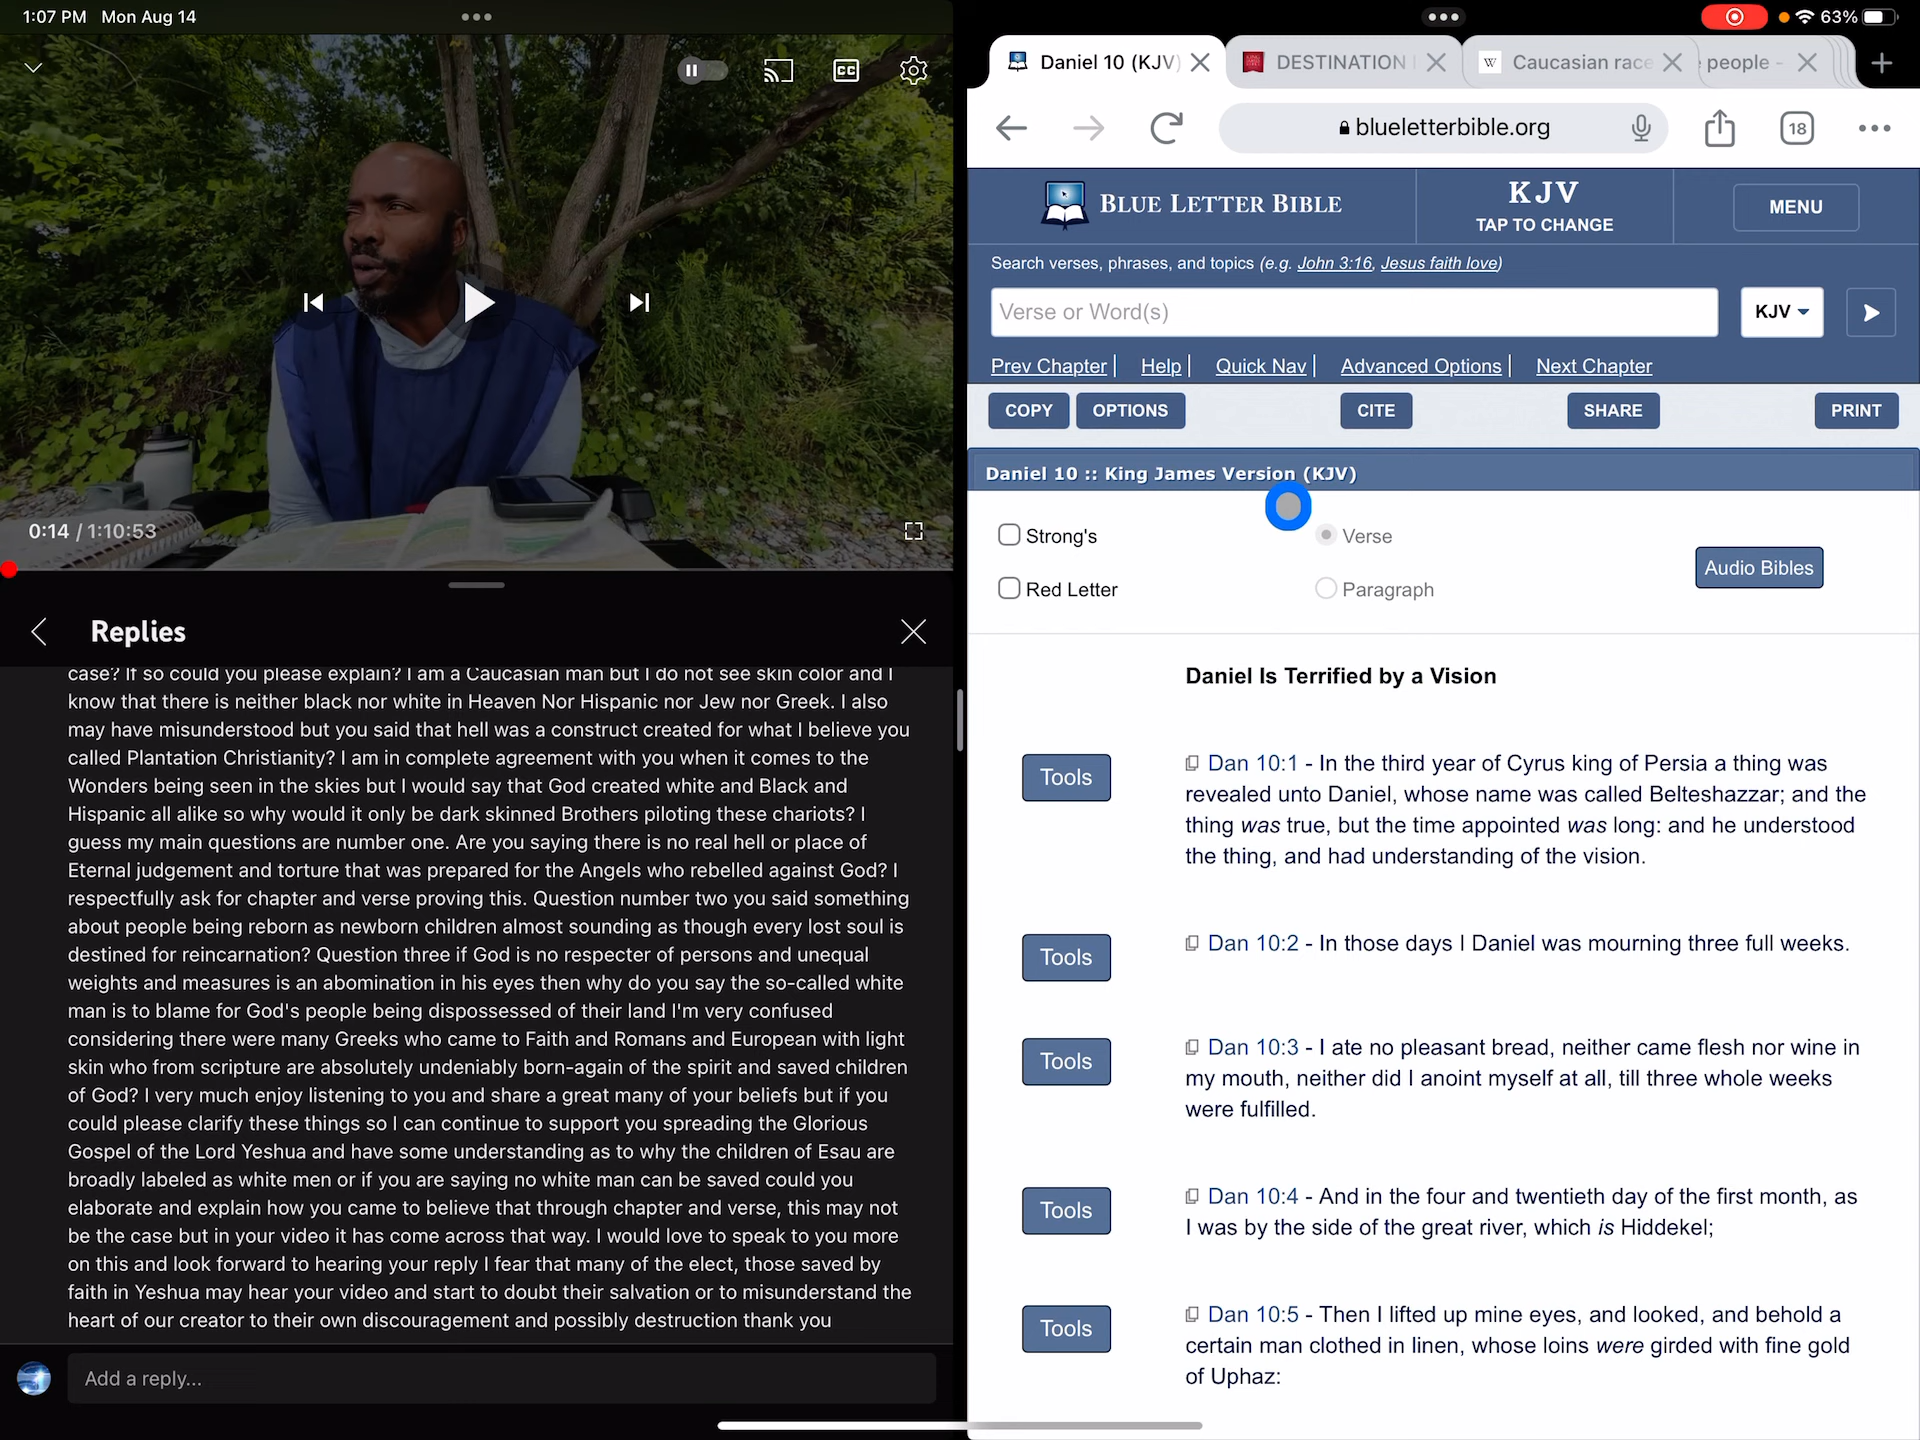 1:07 PM Mon Aug 14
CC
0:14 / 1:10:53
Replies
case? If so could you please explain? I am a Caucasian man but I do not see skin color and I
know that there is neither black nor white in Heaven Nor Hispanic nor Jew nor Greek. I also
may have misunderstood but you said that hell was a construct created for what I believe you
called Plantation Christianity? I am in complete agreement with you when it comes to the
Wonders being seen in the skies but I would say that God created white and Black and
Hispanic all alike so why would it only be dark skinned Brothers piloting these chariots? I
guess my main questions are number one. Are you saying there is no real hell or place of
Eternal judgement and torture that was prepared for the Angels who rebelled against God? I
respectfully ask for chapter and verse proving this. Question number two you said something
about people being reborn as newborn children almost sounding as though every lost soul is
destined for reincarnation? Question three if God is no respecter of persons and unequal
weights and measures is an abomination in his eyes then why do you say the so-called white
man is to blame for God's people being dispossessed of their land I'm very confused
considering there were many Greeks who came to Faith and Romans and European with light
skin who from scripture are absolutely undeniably born-again of the spirit and saved children
of God? I very much enjoy listening to you and share a great many of your beliefs but if you
could please clarify these things so I can continue to support you spreading the Glorious
Gospel of the Lord Yeshua and have some understanding as to why the children of Esau are
broadly labeled as white men or if you are saying no white man can be saved could you
elaborate and explain how you came to believe that through chapter and verse, this may not
be the case but in your video it has come across that way. I would love to speak to you more
on this and look forward to hearing your reply I fear that many of the elect, those saved by
faith in Yeshua may hear your video and start to doubt their salvation or to misunderstand the
heart of our creator to their own discouragement and possibly destruction thank you
Add a reply...
63%
Daniel 10 (KJV) DESTINATION W Caucasian race people -
blueletterbible.org 18
BLUE LETTER BIBLE
KJV
TAP TO CHANGE
MENU
Search verses, phrases, and topics (e.g. John 3:16, Jesus faith love)
Verse or Word(s) KJV
Prev Chapter | Help | Quick Nav | Advanced Options | Next Chapter
COPY OPTIONS CITE SHARE PRINT
Daniel 10 :: King James Version (KJV)
Strong's Verse
Audio Bibles
Red Letter Paragraph
Daniel Is Terrified by a Vision
Tools
Dan 10:1 - In the third year of Cyrus king of Persia a thing was
revealed unto Daniel, whose name was called Belteshazzar; and the
thing was true, but the time appointed was long: and he understood
the thing, and had understanding of the vision.
Tools
Dan 10:2 - In those days I Daniel was mourning three full weeks.
Tools
Dan 10:3 - I ate no pleasant bread, neither came flesh nor wine in
my mouth, neither did I anoint myself at all, till three whole weeks
were fulfilled.
Tools
Dan 10:4 - And in the four and twentieth day of the first month, as
I was by the side of the great river, which is Hiddekel;
Tools
Dan 10:5 - Then I lifted up mine eyes, and looked, and behold a
certain man clothed in linen, whose loins were girded with fine gold
of Uphaz: